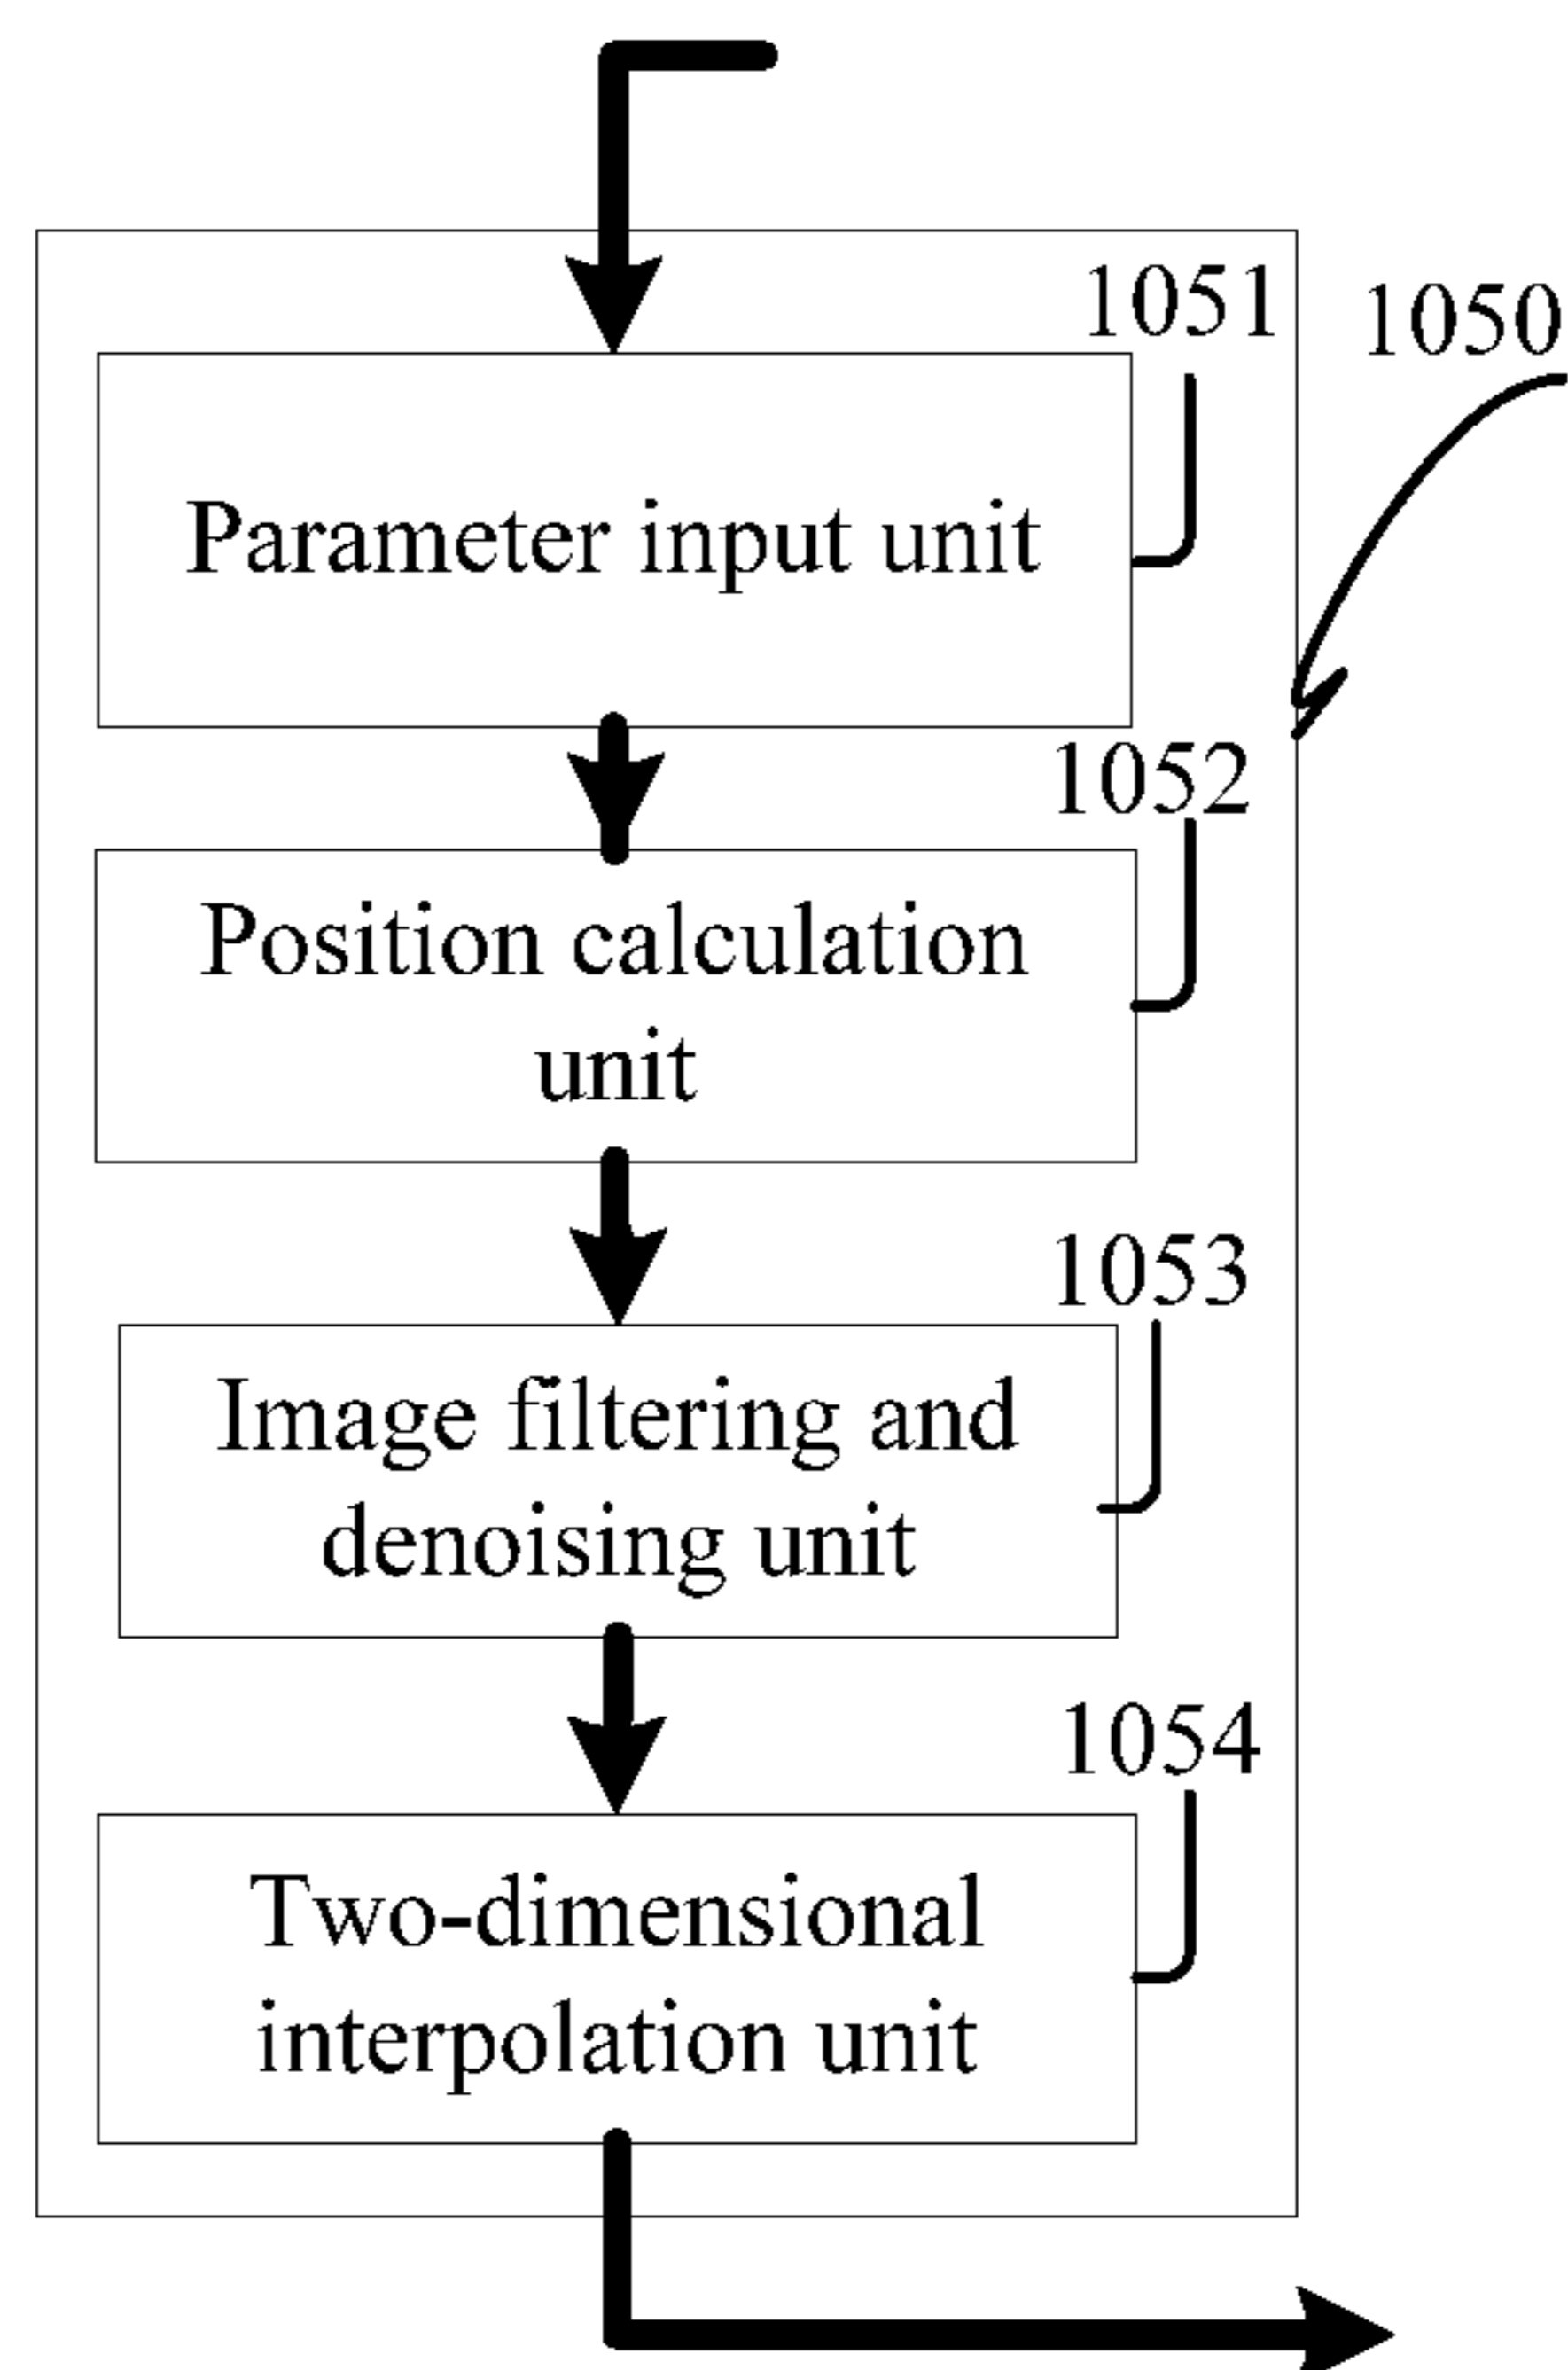 1051
1050
Parameter input unit
1052
Position calculation
unit
1053
Image filtering and
denoising unit
1054
Two-dimensional
interpolation unit